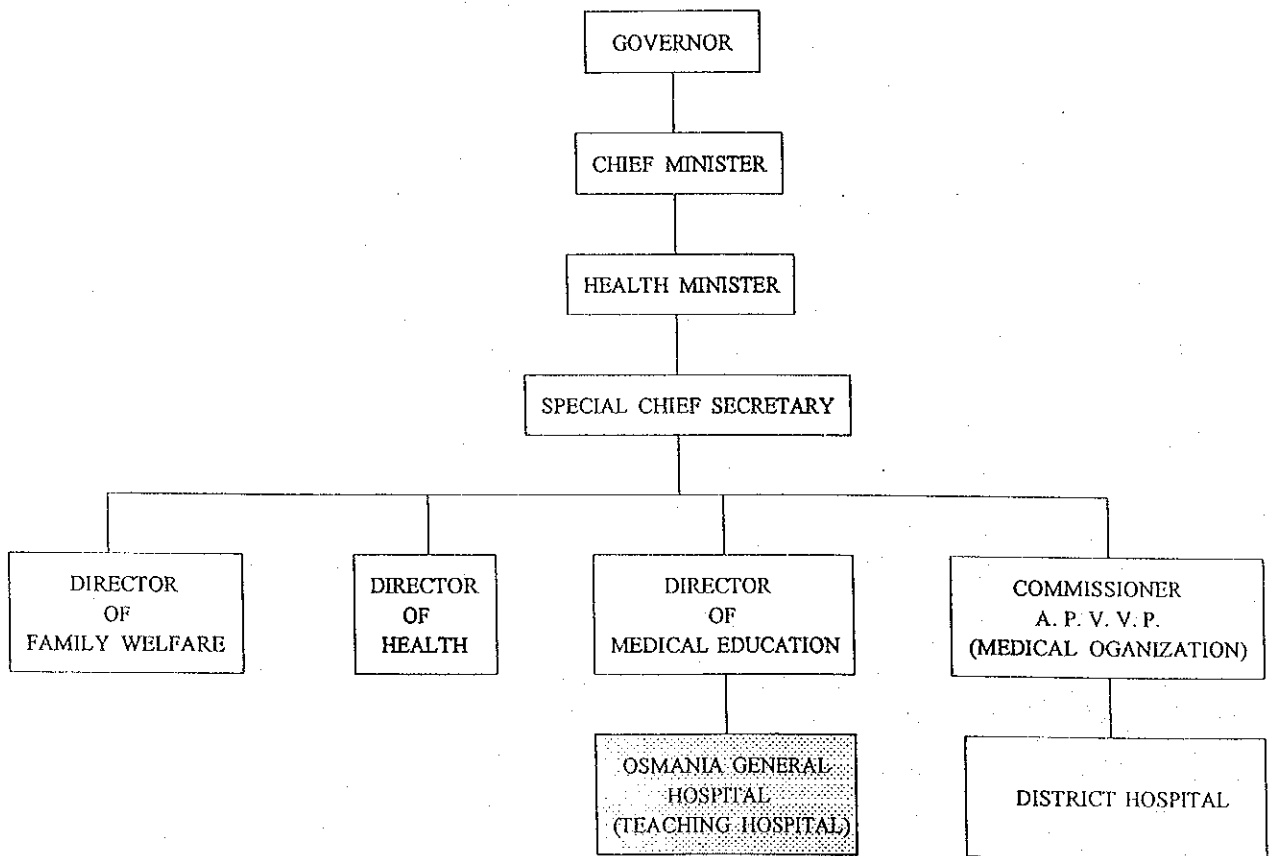 GOVERNOR
CHIEF MINISTER
HEALTH MINISTER
SPECIAL CHIEF SECRETARY
DIRECTOR
OF
FAMILY WELFARE
DIRECTOR
OF
HEALTH
DIRECTOR
OF
MEDICAL EDUCATION
COMMISSIONER
A. P. V. V. P.
(MEDICAL OGANIZATION)
OSMANIA GENERAL
HOSPITAL
(TEACHING HOSPITAL)
DISTRICT HOSPITAL